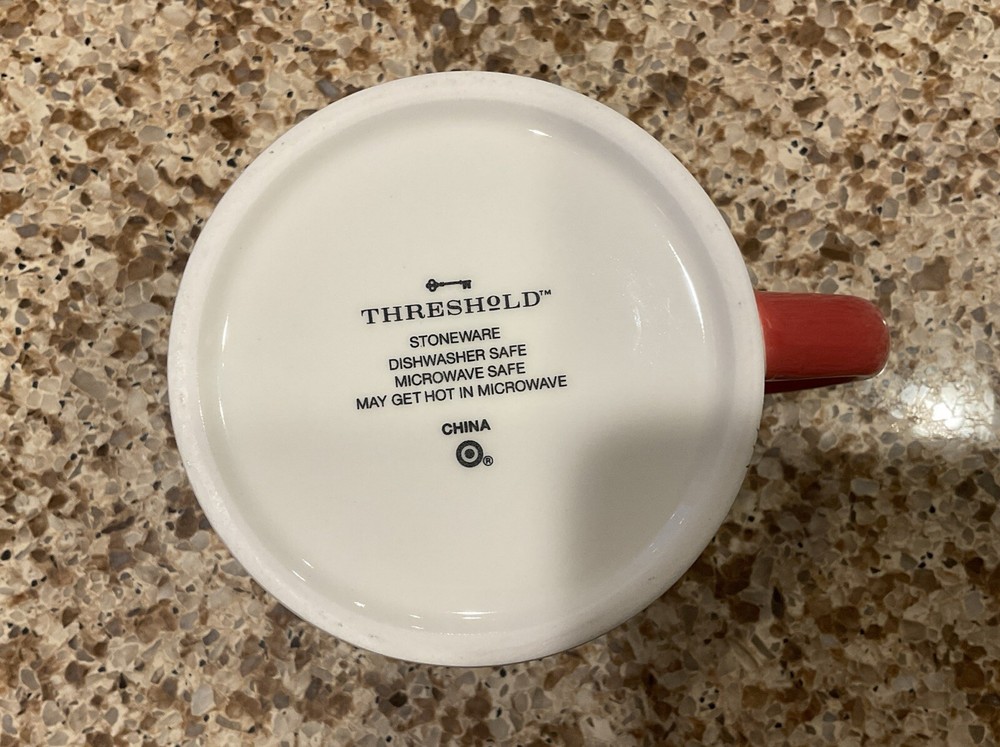 THRESHOLD™
STONEWARE
DISHWASHER SAFE
MICROWAVE SAFE
MAY GET HOT IN MICROWAVE
CHINA
®